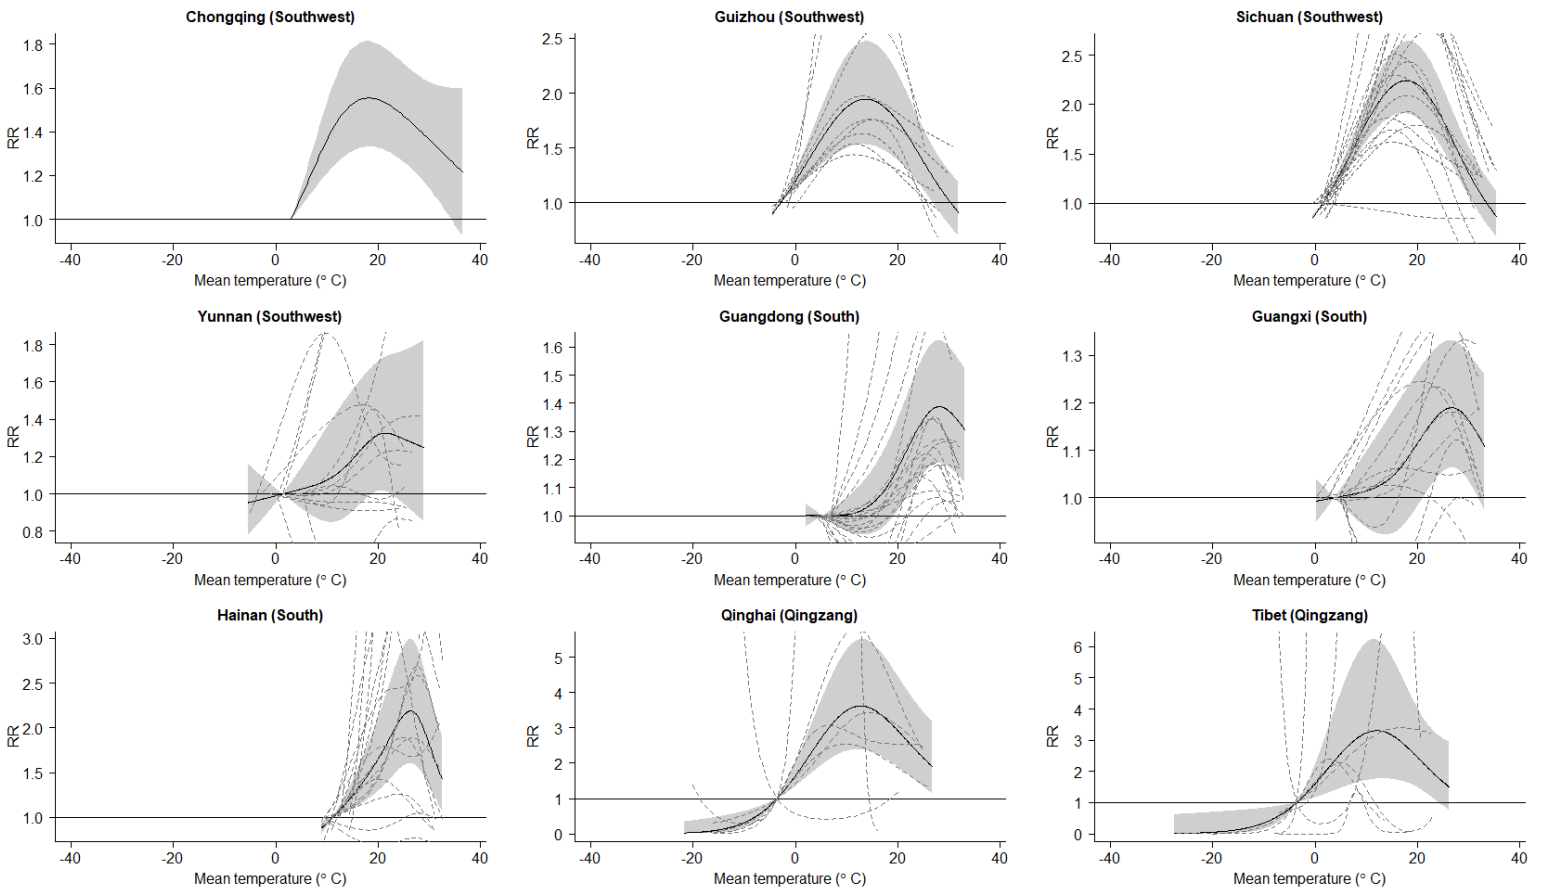 Chongqing (Southwest)
RR
1.8
1.6
1.4
1.2
1.0
-40 -20 0 20 40
Mean temperature (° C)
Guizhou (Southwest)
RR
2.5
2.0
1.5
1.0
-40 -20 0 20 40
Mean temperature (° C)
Sichuan (Southwest)
RR
2.5
2.0
1.5
1.0
-40 -20 0 20 40
Mean temperature (° C)
Yunnan (Southwest)
RR
1.8
1.6
1.4
1.2
1.0
0.8
-40 -20 0 20 40
Mean temperature (° C)
Guangdong (South)
RR
1.6
1.5
1.4
1.3
1.2
1.1
1.0
-40 -20 0 20 40
Mean temperature (° C)
Guangxi (South)
RR
1.3
1.2
1.1
1.0
-40 -20 0 20 40
Mean temperature (° C)
Hainan (South)
RR
3.0
2.5
2.0
1.5
1.0
-40 -20 0 20 40
Mean temperature (° C)
Qinghai (Qingzang)
RR
5
4
3
2
1
0
-40 -20 0 20 40
Mean temperature (° C)
Tibet (Qingzang)
RR
6
5
4
3
2
1
0
-40 -20 0 20 40
Mean temperature (° C)